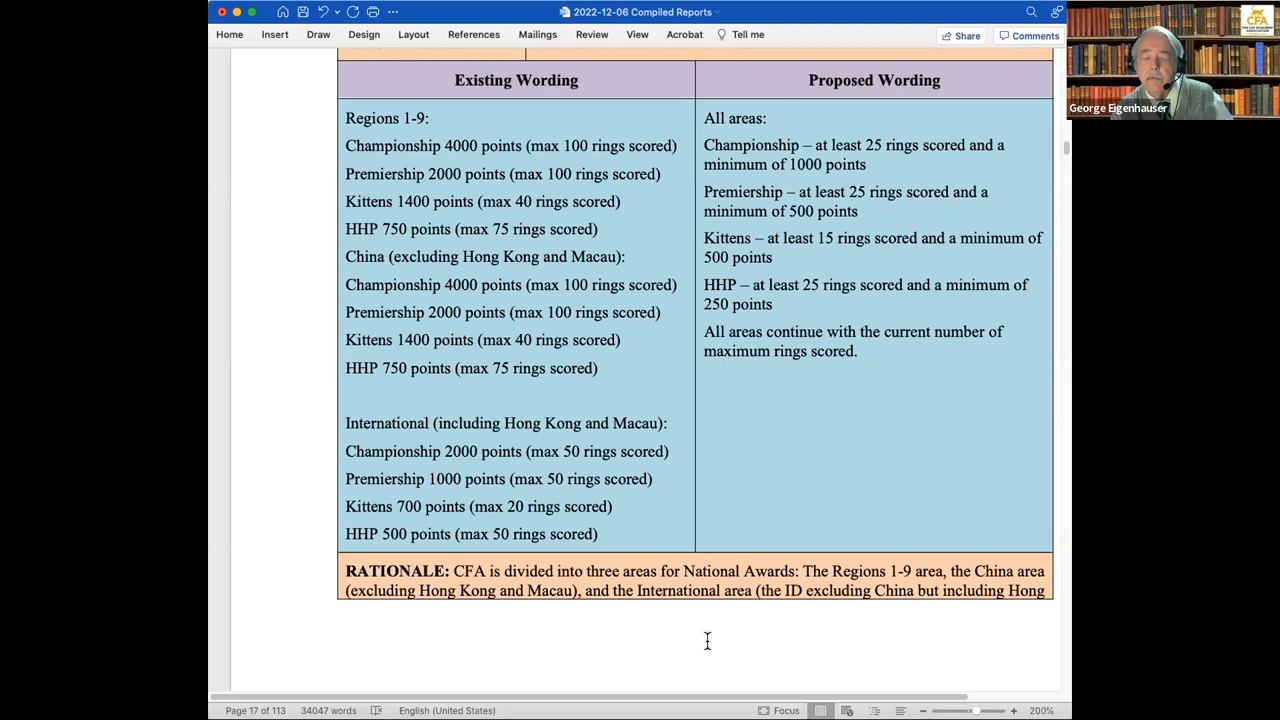 2022-12-06 Compiled Reports
Home Insert Draw Design Layout References Mailings Review View Acrobat Tell me Share Comments
CFA
George Eigenhauser
Existing Wording
Regions 1-9:
Championship 4000 points (max 100 rings scored)
Premiership 2000 points (max 100 rings scored)
Kittens 1400 points (max 40 rings scored)
HHP 750 points (max 75 rings scored)
China (excluding Hong Kong and Macau):
Championship 4000 points (max 100 rings scored)
Premiership 2000 points (max 100 rings scored)
Kittens 1400 points (max 40 rings scored)
HHP 750 points (max 75 rings scored)
International (including Hong Kong and Macau):
Championship 2000 points (max 50 rings scored)
Premiership 1000 points (max 50 rings scored)
Kittens 700 points (max 20 rings scored)
HHP 500 points (max 50 rings scored)
Proposed Wording
All areas:
Championship – at least 25 rings scored and a
minimum of 1000 points
Premiership – at least 25 rings scored and a
minimum of 500 points
Kittens – at least 15 rings scored and a minimum of
500 points
HHP – at least 25 rings scored and a minimum of
250 points
All areas continue with the current number of
maximum rings scored.
RATIONALE: CFA is divided into three areas for National Awards: The Regions 1-9 area, the China area
(excluding Hong Kong and Macau), and the International area (the ID excluding China but including Hong
Page 17 of 113 34047 words English (United States) Focus 200%